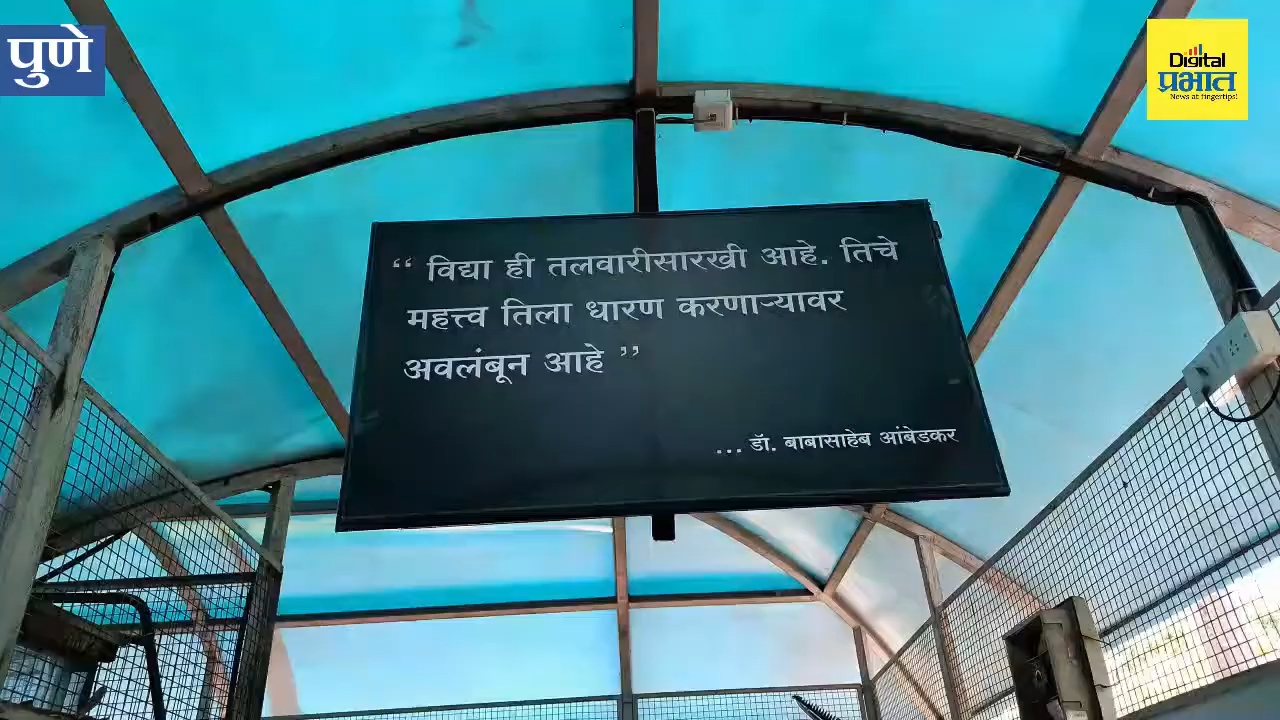 पुणे
Digital
प्रभात
News at fingertips!
“ विद्या ही तलवारीसारखी आहे. तिचे
महत्त्व तिला धारण करणाऱ्यावर
अवलंबून आहे ”
... डॉ. बाबासाहेब आंबेडकर